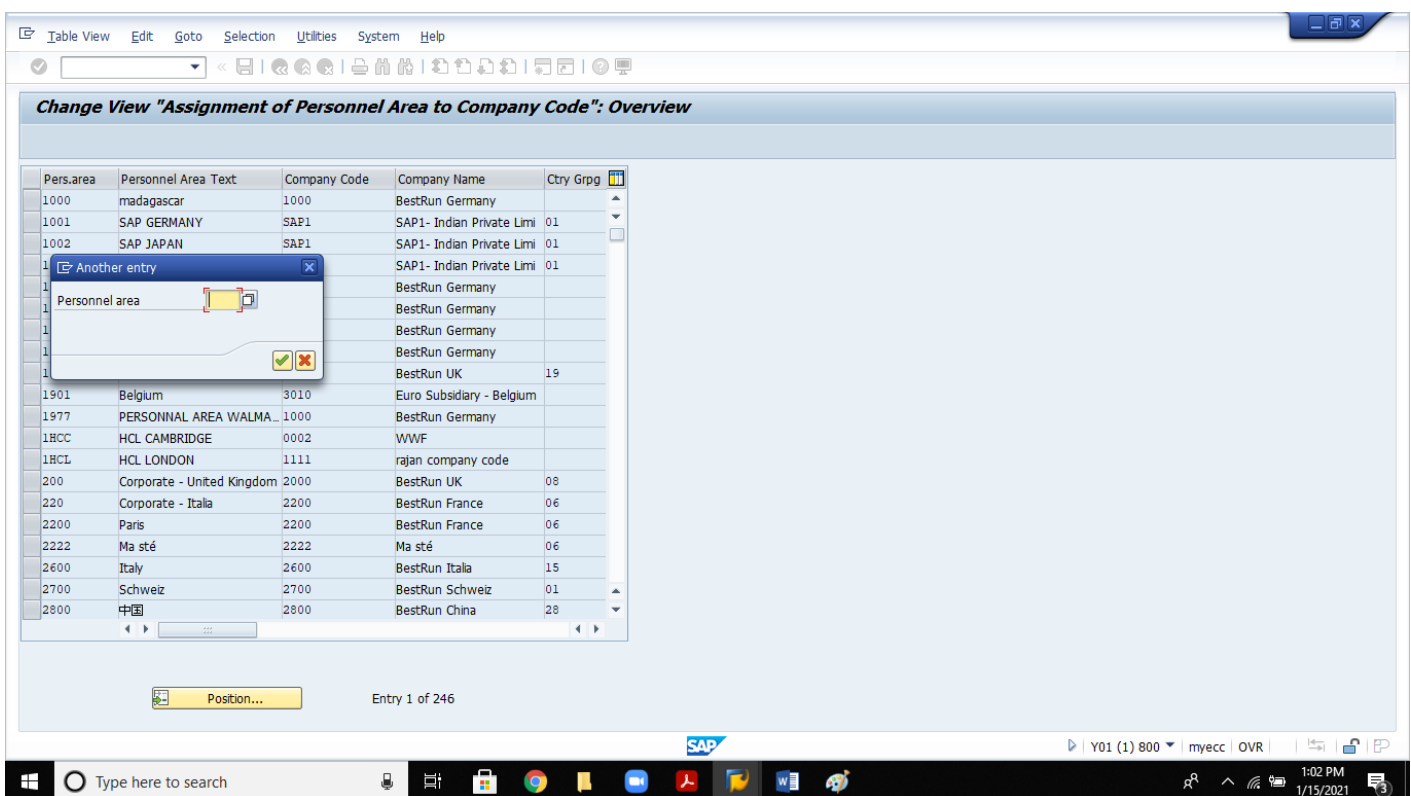 Table View Edit Goto Selection Utilities System Help
Change View "Assignment of Personnel Area to Company Code": Overview
Pers.area Personnel Area Text Company Code Company Name Ctry Grpg
1000 madagascar 1000 BestRun Germany
1001 SAP GERMANY SAP1 SAP1- Indian Private Limi 01
1002 SAP JAPAN SAP1 SAP1- Indian Private Limi 01
1 SAP1- Indian Private Limi 01
1 BestRun Germany
1 BestRun Germany
1 BestRun Germany
1 BestRun Germany
1 BestRun UK 19
Another entry
Personnel area
1901 Belgium 3010 Euro Subsidiary - Belgium
1977 PERSONNAL AREA WALMA... 1000 BestRun Germany
1HCC HCL CAMBRIDGE 0002 WWF
1HCL HCL LONDON 1111 rajan company code
200 Corporate - United Kingdom 2000 BestRun UK 08
220 Corporate - Italia 2200 BestRun France 06
2200 Paris 2200 BestRun France 06
2222 Ma sté 2222 Ma sté 06
2600 Italy 2600 BestRun Italia 15
2700 Schweiz 2700 BestRun Schweiz 01
2800 中国 2800 BestRun China 28
Position... Entry 1 of 246
SAP Y01 (1) 800 myecc OVR
Type here to search
1:02 PM
1/15/2021
3